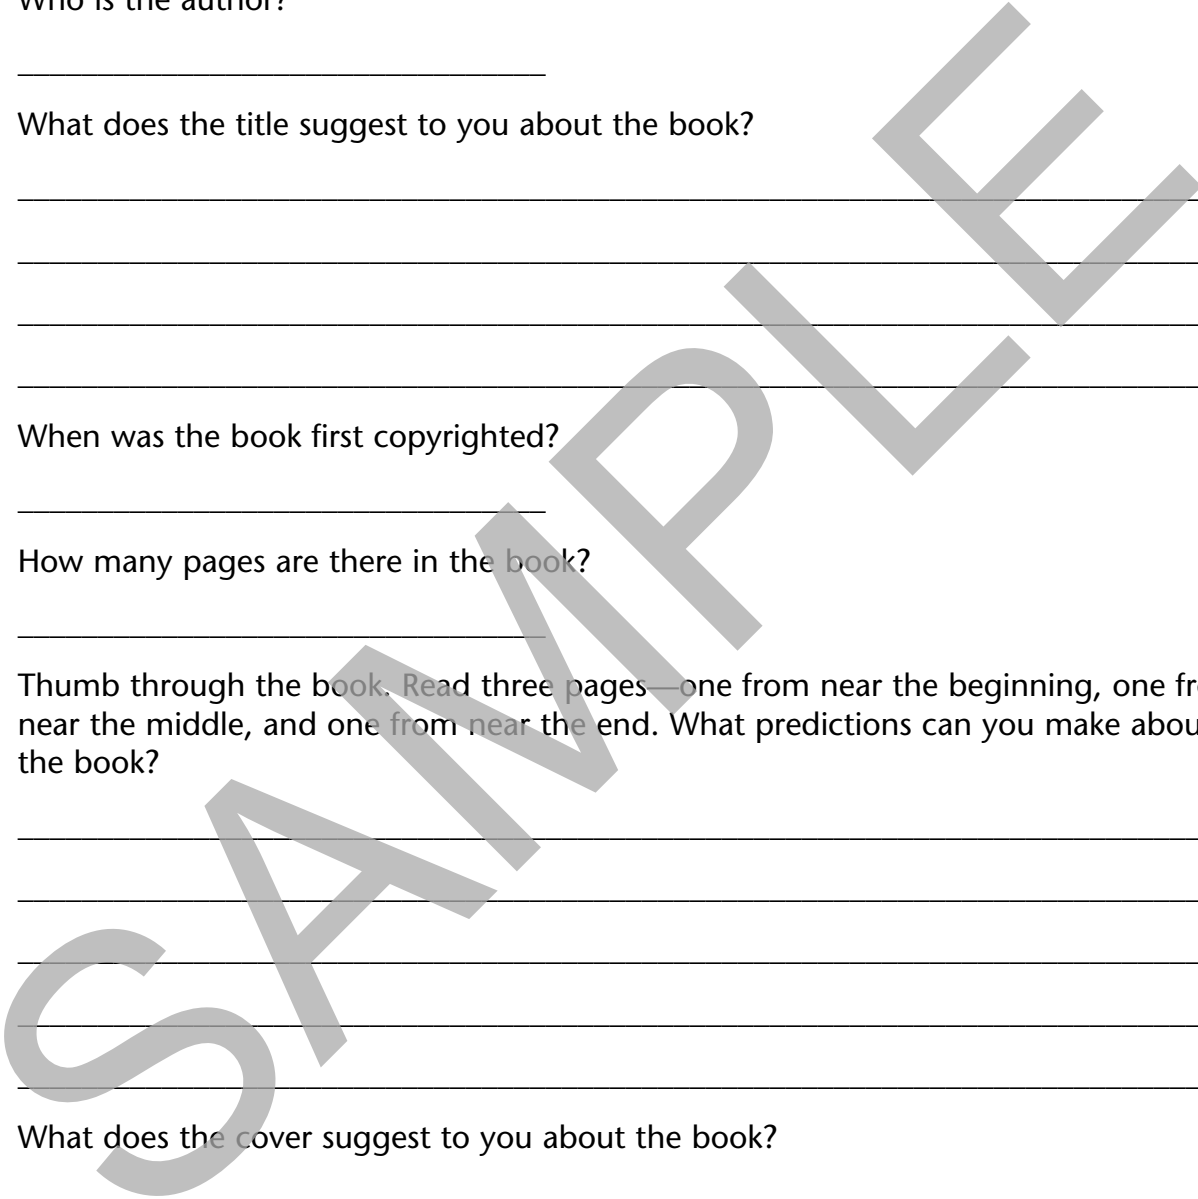 Who is the author?
What does the title suggest to you about the book?
When was the book first copyrighted?
How many pages are there in the book?
Thumb through the book. Read three pages—one from near the beginning, one fr
near the middle, and one from near the end. What predictions can you make abou
the book?
What does the cover suggest to you about the book?
SAMPLE